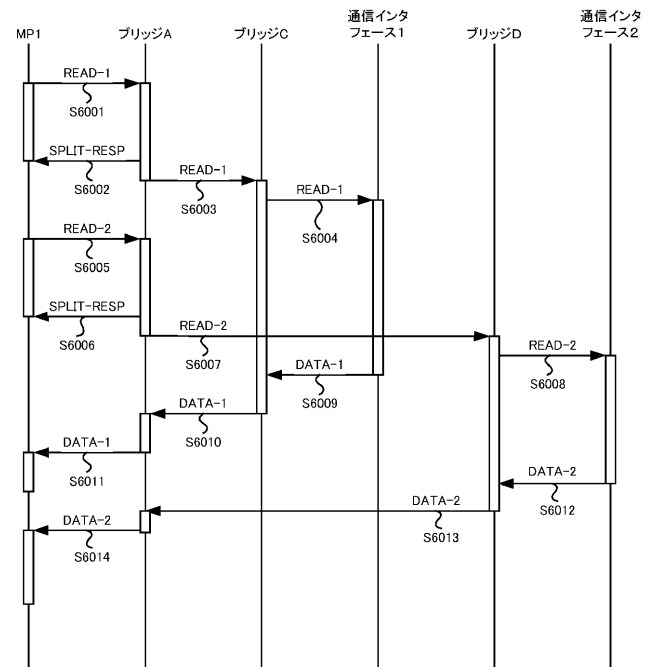 MP1
ブリッジA
ブリッジC
通信インタ
フェース1
ブリッジD
通信インタ
フェース2
READ-1
S6001
SPLIT-RESP
S6002
READ-1
S6003
READ-1
S6004
READ-2
S6005
SPLIT-RESP
S6006
READ-2
S6007
READ-2
S6008
DATA-1
S6009
DATA-1
S6010
DATA-1
S6011
DATA-2
S6012
DATA-2
S6013
DATA-2
S6014